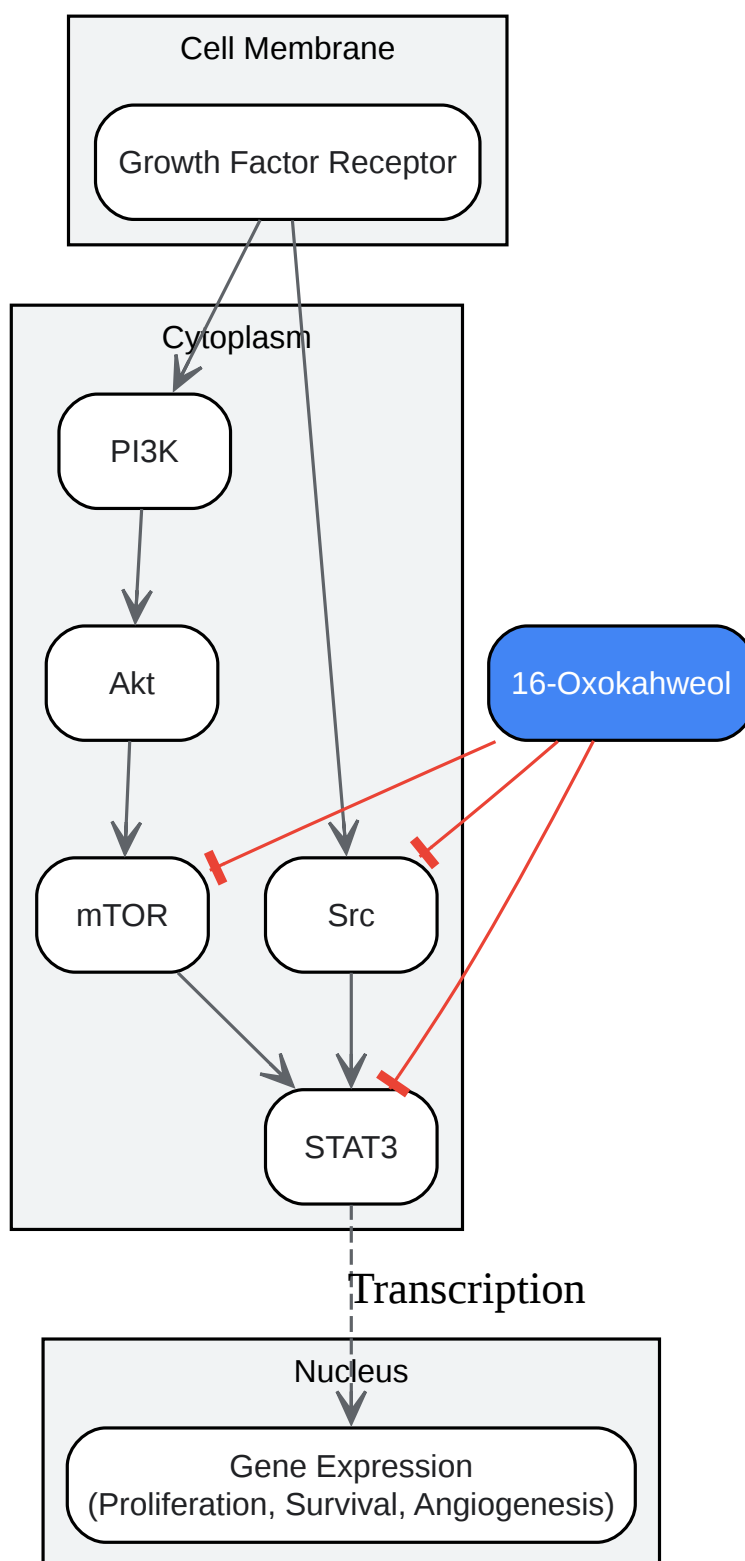 Cell Membrane
Growth Factor Receptor
Cytoplasm
PI3K
Akt
16-Oxokahweol
mTOR
Src
STAT3
Transcription
Nucleus
Gene Expression
(Proliferation, Survival, Angiogenesis)